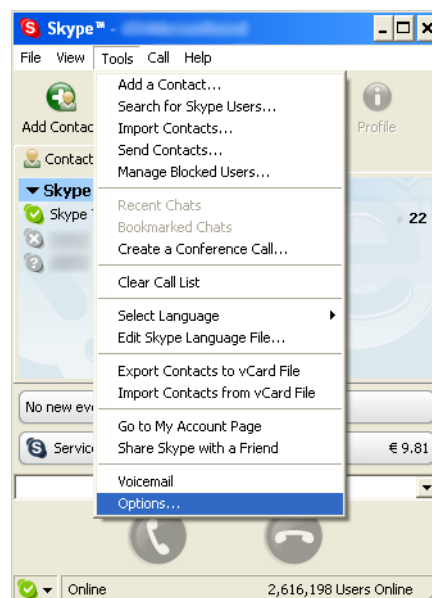 Skype™ -
File View Tools Call Help
Add a Contact...
Search for Skype Users...
Import Contacts...
Send Contacts...
Manage Blocked Users...
Recent Chats
Bookmarked Chats
Create a Conference Call...
Clear Call List
Select Language
Edit Skype Language File...
Export Contacts to vCard File
Import Contacts from vCard File
Go to My Account Page
Share Skype with a Friend
Voicemail
Options...
Add Contac
Profile
Contact
Skype
Skype
22
No new eve
Service
€ 9.81
Online 2,616,198 Users Online